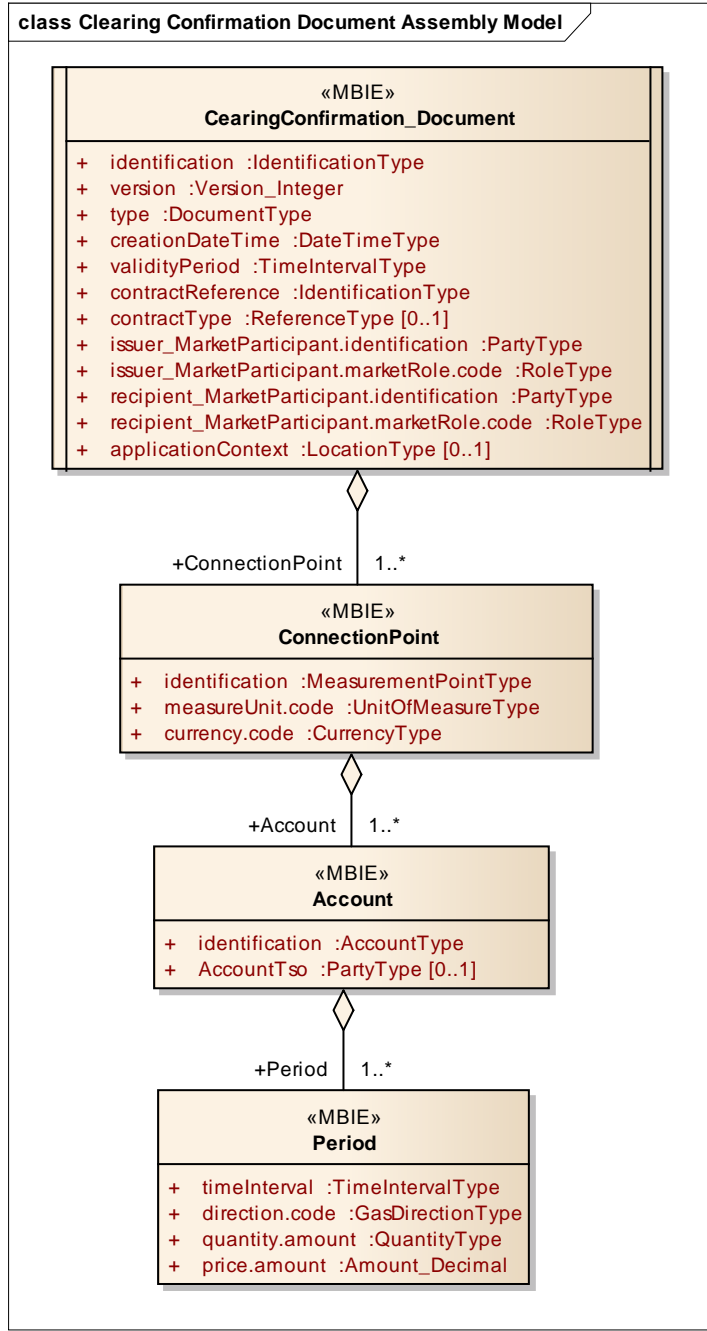 class Clearing Confirmation Document Assembly Model
«MBIE»
CearingConfirmation_Document
+ identification :IdentificationType
+ version :Version_Integer
+ type :DocumentType
+ creationDateTime :DateTimeType
+ validityPeriod :TimeIntervalType
+ contractReference :IdentificationType
+ contractType :ReferenceType [0..1]
+ issuer_MarketParticipant.identification :PartyType
+ issuer_MarketParticipant.marketRole.code :RoleType
+ recipient_MarketParticipant.identification :PartyType
+ recipient_MarketParticipant.marketRole.code :RoleType
+ applicationContext :LocationType [0..1]
+ConnectionPoint 1..*
«MBIE»
ConnectionPoint
+ identification :MeasurementPointType
+ measureUnit.code :UnitOfMeasureType
+ currency.code :CurrencyType
+Account 1..*
«MBIE»
Account
+ identification :AccountType
+ AccountTso :PartyType [0..1]
+Period 1..*
«MBIE»
Period
+ timeInterval :TimeIntervalType
+ direction.code :GasDirectionType
+ quantity.amount :QuantityType
+ price.amount :Amount_Decimal